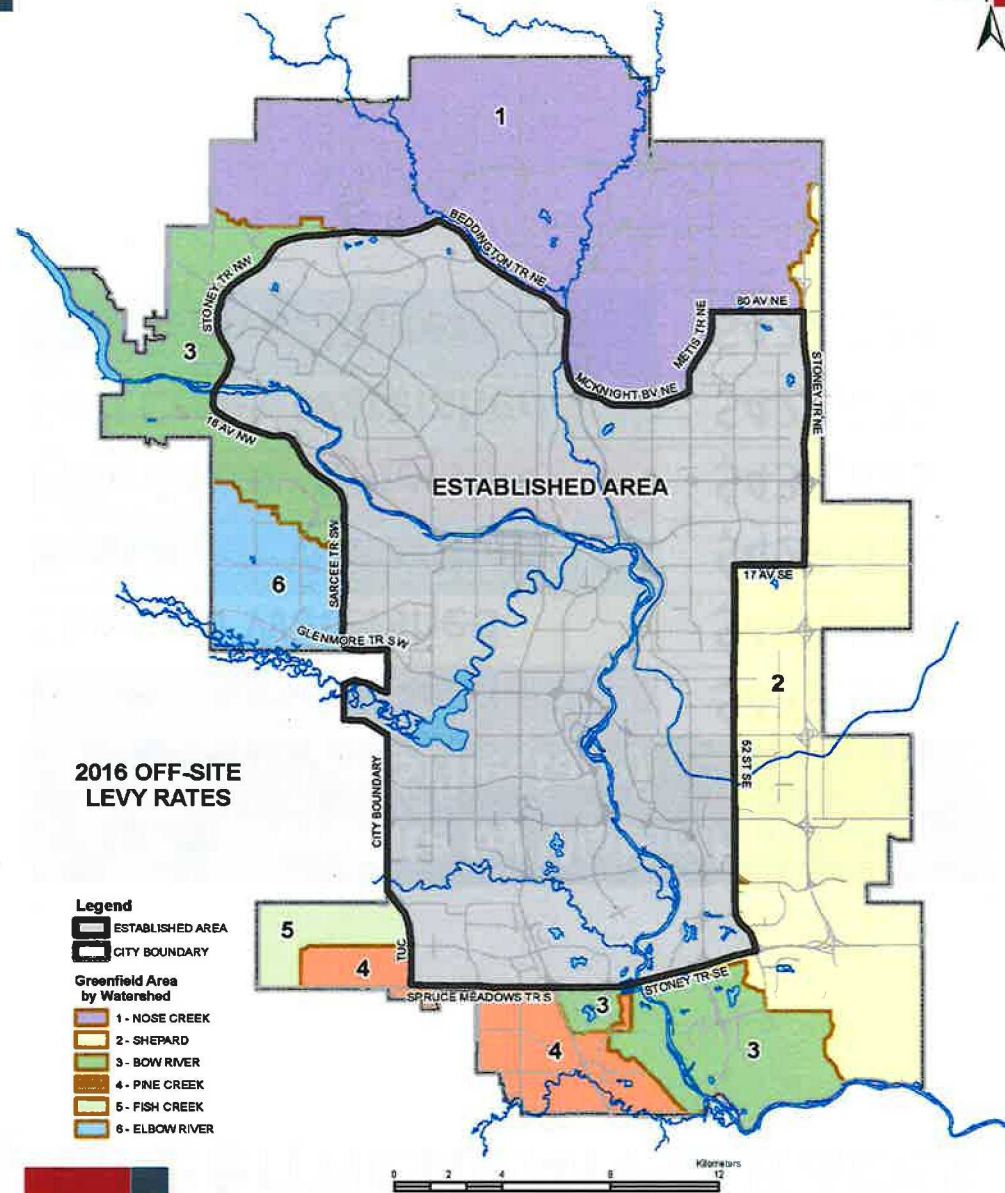 1
BEDDINGTON TR NE
STONEY TR NW
80 AV NE
METIS TR NE
3
MCKNIGHT BV NE
STONEY TR NE
16 AV NW
ESTABLISHED AREA
SARCEE TR SW
17 AV SE
6
GLENMORE TR SW
2
52 ST SE
2016 OFF-SITE
LEVY RATES
CITY BOUNDARY
Legend
ESTABLISHED AREA
CITY BOUNDARY
Greenfield Area
by Watershed
1 - NOSE CREEK
2 - SHEPARD
3 - BOW RIVER
4 - PINE CREEK
5 - FISH CREEK
6 - ELBOW RIVER
5
TUC
4
SPRUCE MEADOWS TR S
STONEY TR SE
3
4
3
Kilometers
0 2 4 8 12